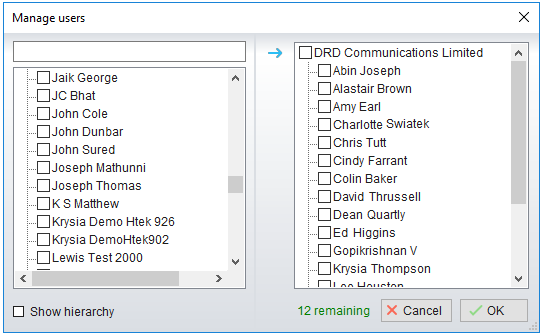 Manage users
Jaik George
JC Bhat
John Cole
John Dunbar
John Sured
Joseph Mathunni
Joseph Thomas
K S Matthew
Krysia Demo Htek 926
Krysia DemoHtek902
Lewis Test 2000
Show hierarchy
DRD Communications Limited
Abin Joseph
Alastair Brown
Amy Earl
Charlotte Swiatek
Chris Tutt
Cindy Farrant
Colin Baker
David Thrussell
Dean Quartly
Ed Higgins
Gopikrishnan V
Krysia Thompson
Lee Houston
12 remaining
Cancel
OK